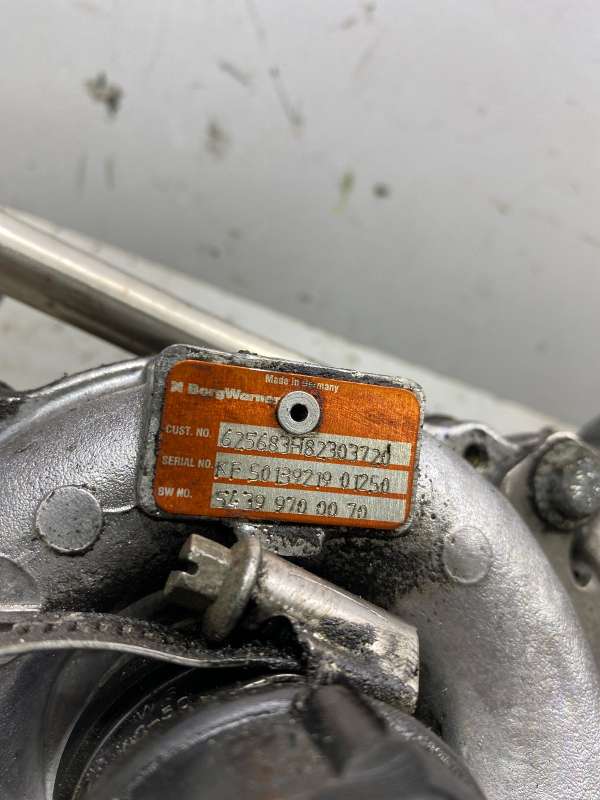 Made in Germany
BorgWarner
CUST. NO. 625683H82303720
SERIAL NO. KP 50139219 01250
BW NO. 5439 970 00 70